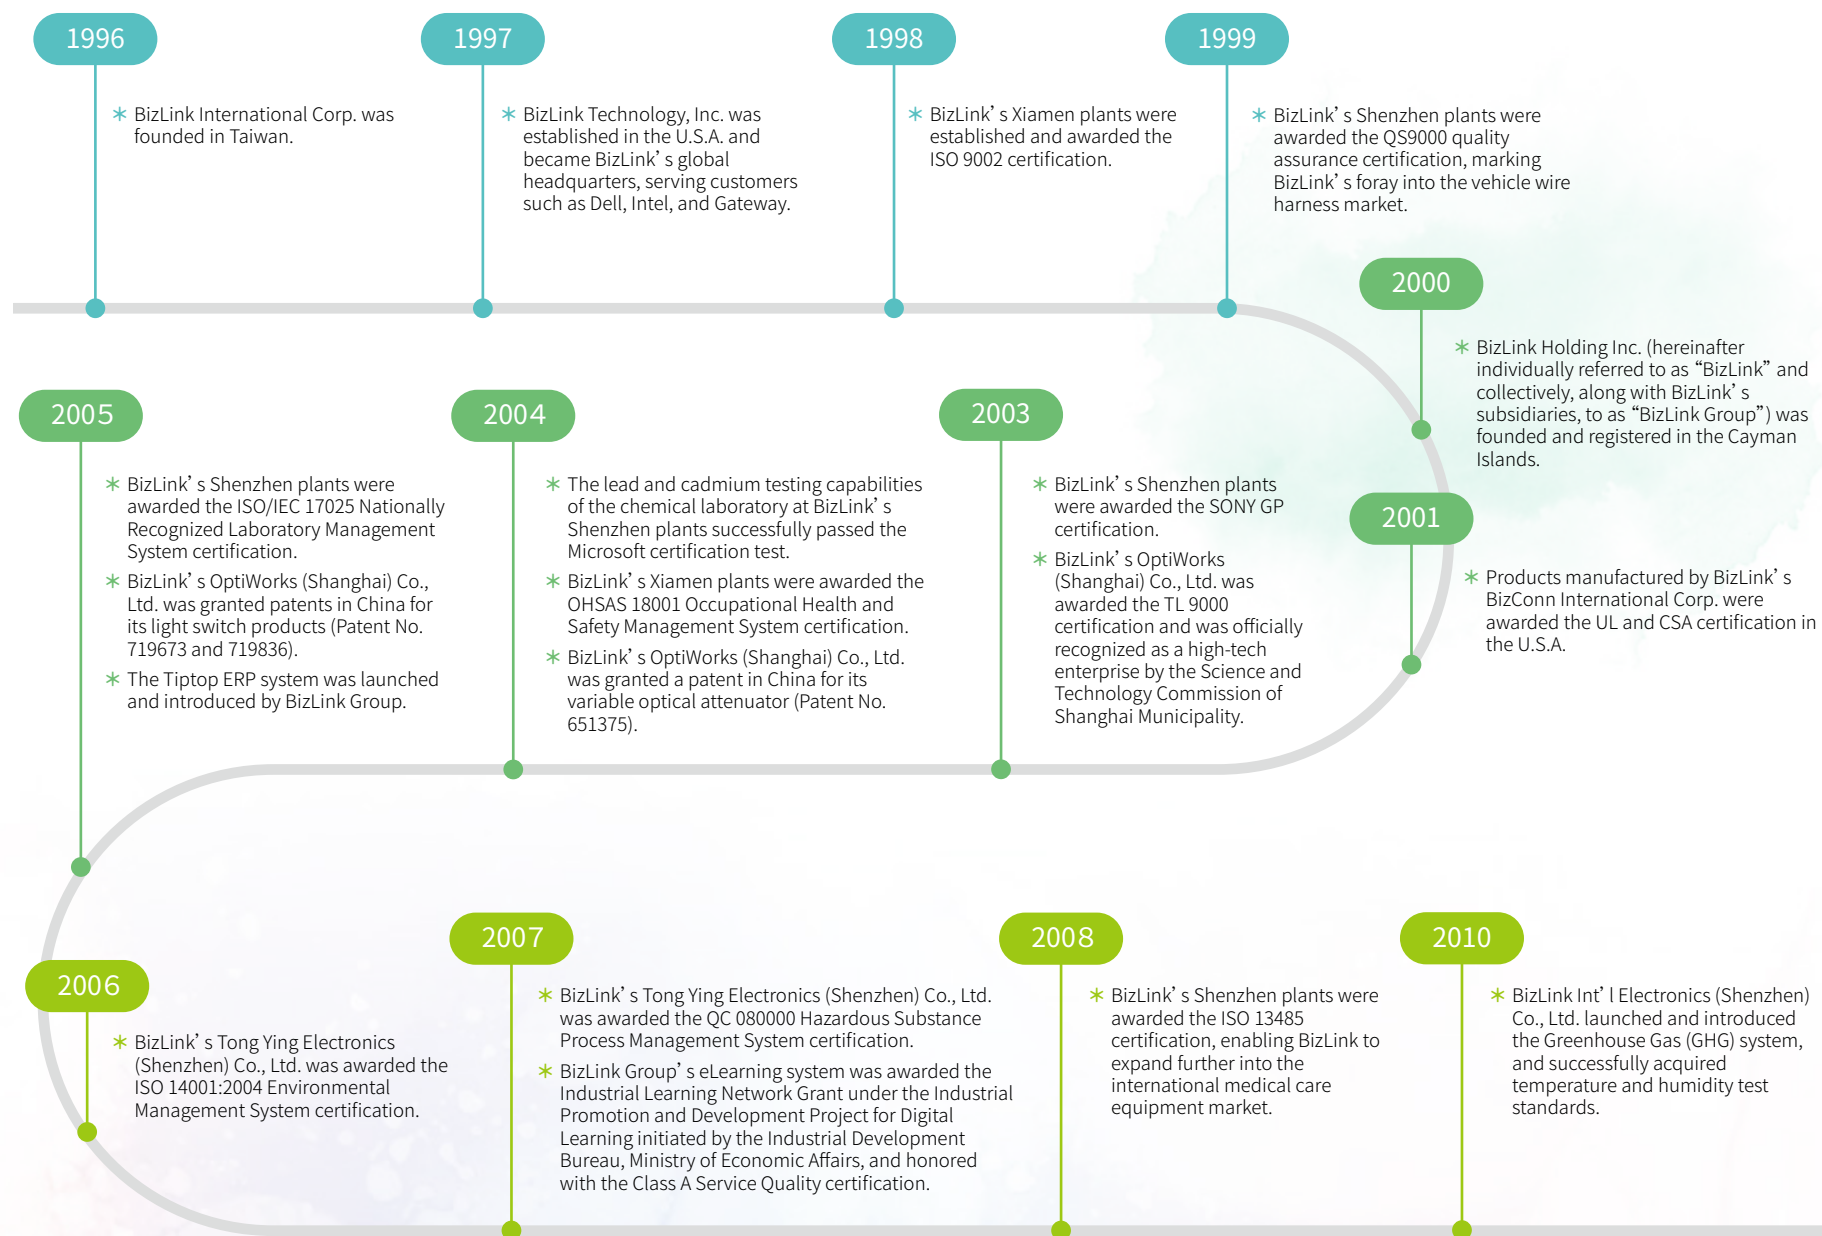 1996
* BizLink International Corp. was
founded in Taiwan.
1997
* BizLink Technology, Inc. was
established in the U.S.A. and
became BizLink’s global
headquarters, serving customers
such as Dell, Intel, and Gateway.
1998
* BizLink’s Xiamen plants were
established and awarded the
ISO 9002 certification.
1999
* BizLink’s Shenzhen plants were
awarded the QS9000 quality
assurance certification, marking
BizLink’s foray into the vehicle wire
harness market.
2000
* BizLink Holding Inc. (hereinafter
individually referred to as “BizLink” and
collectively, along with BizLink’s
subsidiaries, to as “BizLink Group”) was
founded and registered in the Cayman
Islands.
2001
* Products manufactured by BizLink’s
BizConn International Corp. were
awarded the UL and CSA certification in
the U.S.A.
2003
* BizLink’s Shenzhen plants
were awarded the SONY GP
certification.
* BizLink’s OptiWorks
(Shanghai) Co., Ltd. was
awarded the TL 9000
certification and was officially
recognized as a high-tech
enterprise by the Science and
Technology Commission of
Shanghai Municipality.
2004
* The lead and cadmium testing capabilities
of the chemical laboratory at BizLink’s
Shenzhen plants successfully passed the
Microsoft certification test.
* BizLink’s Xiamen plants were awarded the
OHSAS 18001 Occupational Health and
Safety Management System certification.
* BizLink’s OptiWorks (Shanghai) Co., Ltd.
was granted a patent in China for its
variable optical attenuator (Patent No.
651375).
2005
* BizLink’s Shenzhen plants were
awarded the ISO/IEC 17025 Nationally
Recognized Laboratory Management
System certification.
* BizLink’s OptiWorks (Shanghai) Co.,
Ltd. was granted patents in China for
its light switch products (Patent No.
719673 and 719836).
* The Tiptop ERP system was launched
and introduced by BizLink Group.
2006
* BizLink’s Tong Ying Electronics
(Shenzhen) Co., Ltd. was awarded the
ISO 14001:2004 Environmental
Management System certification.
2007
* BizLink’s Tong Ying Electronics (Shenzhen) Co., Ltd.
was awarded the QC 080000 Hazardous Substance
Process Management System certification.
* BizLink Group’s eLearning system was awarded the
Industrial Learning Network Grant under the Industrial
Promotion and Development Project for Digital
Learning initiated by the Industrial Development
Bureau, Ministry of Economic Affairs, and honored
with the Class A Service Quality certification.
2008
* BizLink’s Shenzhen plants were
awarded the ISO 13485
certification, enabling BizLink to
expand further into the
international medical care
equipment market.
2010
* BizLink Int’l Electronics (Shenzhen)
Co., Ltd. launched and introduced
the Greenhouse Gas (GHG) system,
and successfully acquired
temperature and humidity test
standards.